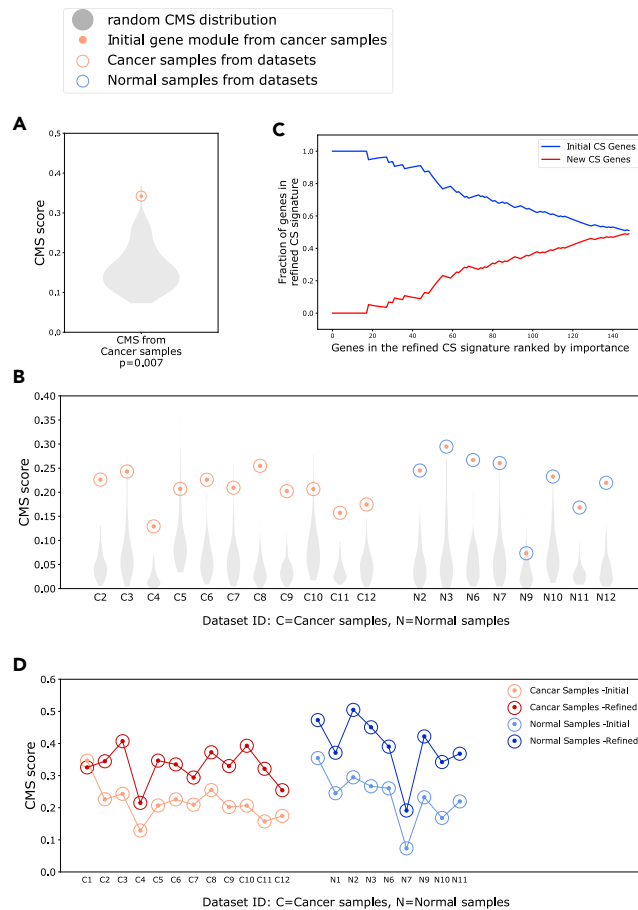 random CMS distribution
Initial gene module from cancer samples
Cancer samples from datasets
Normal samples from datasets
A
0.5
0.4
0.3
0.2
0.1
0.0
CMS score
CMS from
Cancer samples
p=0.007
C
1.0
0.8
0.6
0.4
0.2
0.0
Fraction of genes in
refined CS signature
Initial CS Genes
New CS Genes
0 20 40 60 80 100 120 140
Genes in the refined CS signature ranked by importance
B
0.40
0.35
0.30
0.25
0.20
0.15
0.10
0.05
0.00
CMS score
C2 C3 C4 C5 C6 C7 C8 C9 C10 C11 C12 N2 N3 N6 N7 N9 N10 N11 N12
Dataset ID: C=Cancer samples, N=Normal samples
D
0.6
0.5
0.4
0.3
0.2
0.1
0.0
CMS score
Cancar Samples -Initial
Cancar Samples -Refined
Normal Samples -Initial
Normal Samples -Refined
C1 C2 C3 C4 C5 C6 C7 C8 C9 C10 C11 C12 N1 N2 N3 N6 N7 N9 N10 N11
Dataset ID: C=Cancer samples, N=Normal samples